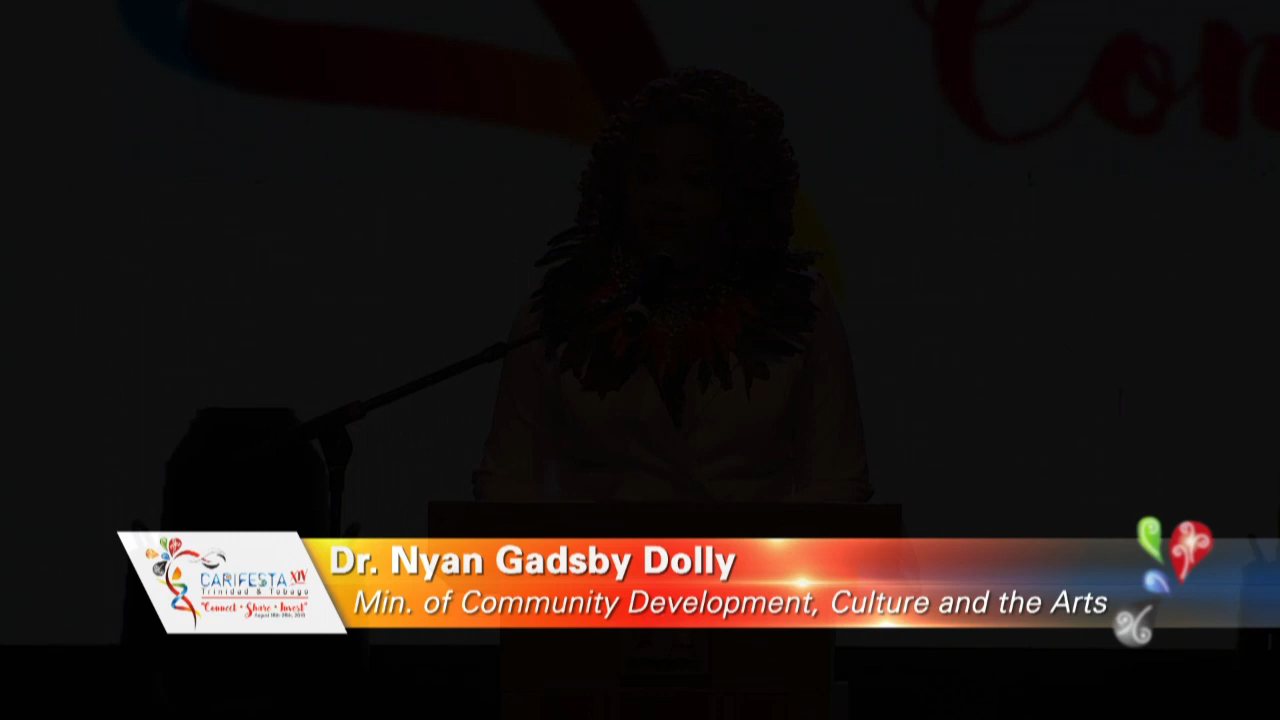 Con
Dr. Nyan Gadsby Dolly
Min. of Community Development, Culture and the Arts
CARIFESTA XIV
Trinidad & Tobago
"Connect • Share • Invest"